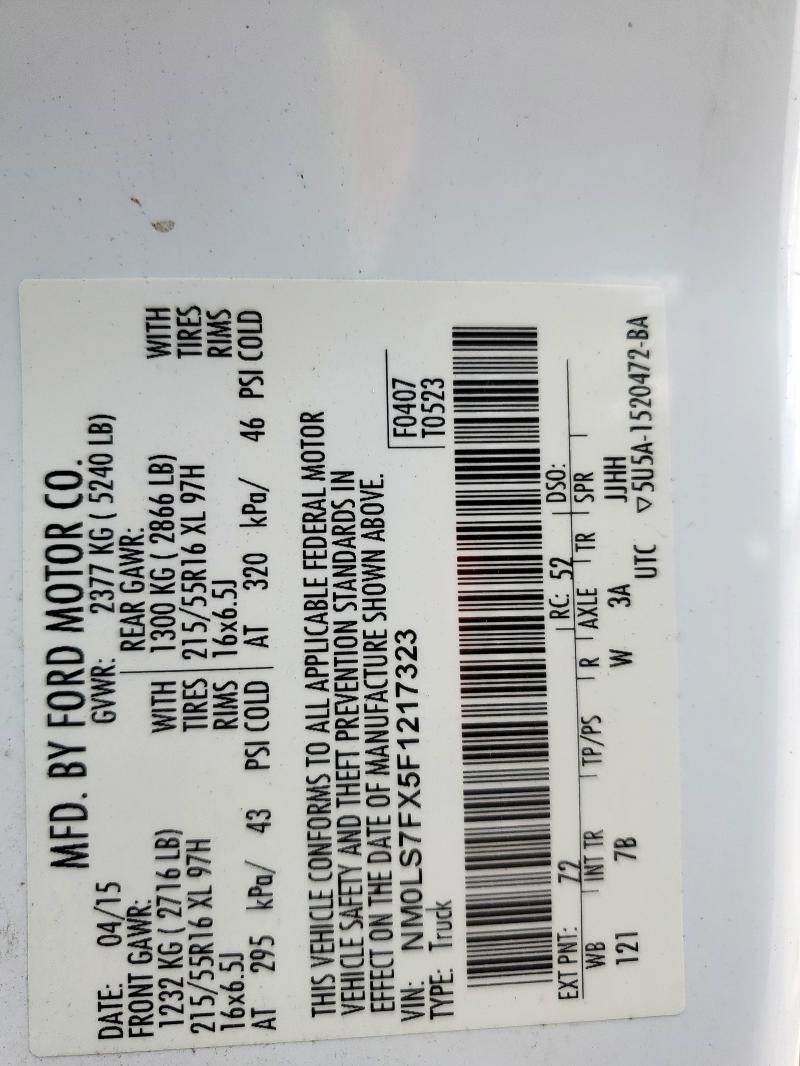 MFD. BY FORD MOTOR CO.
DATE: 04/15 GVWR: 2377 KG ( 5240 LB)
FRONT GAWR: REAR GAWR:
1232 KG ( 2716 LB) WITH 1300 KG ( 2866 LB) WITH
215/55R16 XL 97H TIRES 215/55R16 XL 97H TIRES
16x6.5J RIMS 16x6.5J RIMS
AT 295 kPa/ 43 PSI COLD AT 320 kPa/ 46 PSI COLD
THIS VEHICLE CONFORMS TO ALL APPLICABLE FEDERAL MOTOR
VEHICLE SAFETY AND THEFT PREVENTION STANDARDS IN
EFFECT ON THE DATE OF MANUFACTURE SHOWN ABOVE.
VIN: NM0LS7FX5F1217323 F0407
TYPE: Truck T0523
EXT PNT: Z2 RC: 52 DSO:
WB INT TR TP/PS R AXLE TR SPR
121 7B W 3A JJHH
UTC ▽5U5A-1520472-BA